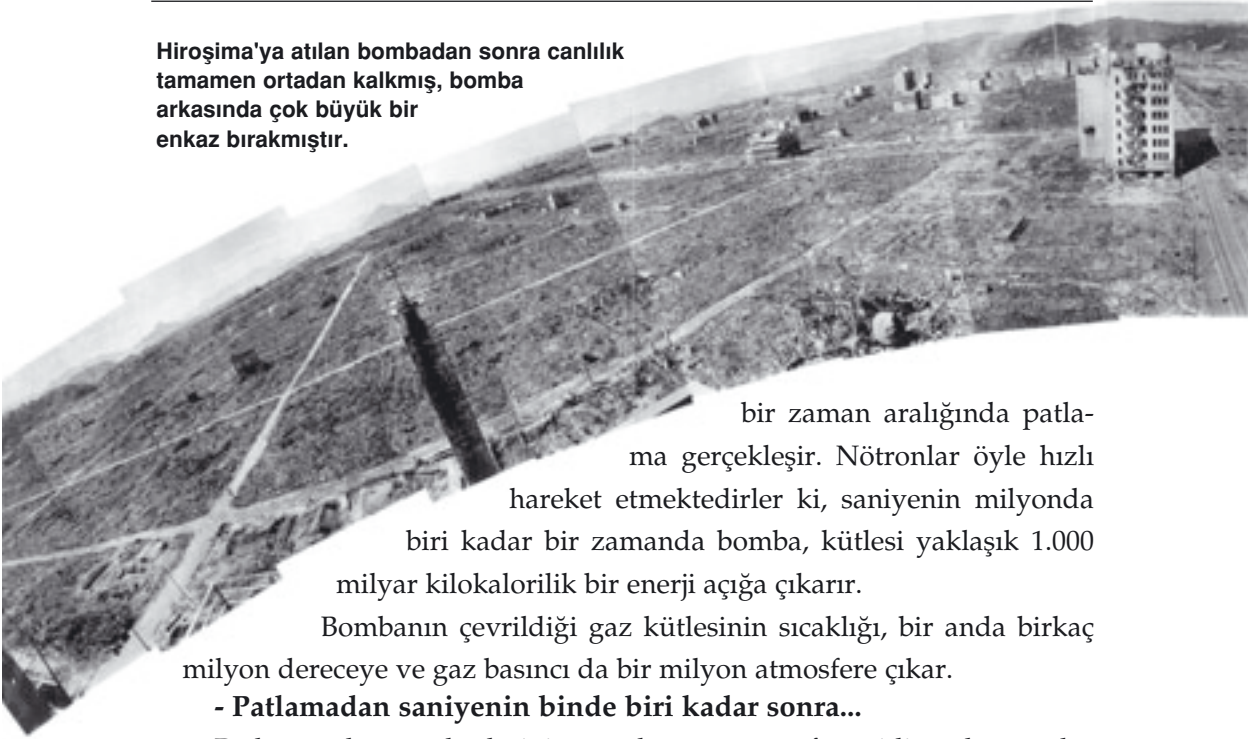 Hiroşima'ya atılan bombadan sonra canlılık
tamamen ortadan kalkmış, bomba
arkasında çok büyük bir
enkaz bırakmıştır.
bir zaman aralığında patla-
ma gerçekleşir. Nötronlar öyle hızlı
hareket etmektedirler ki, saniyenin milyonda
biri kadar bir zamanda bomba, kütlesi yaklaşık 1.000
milyar kilokalorilik bir enerji açığa çıkarır.
Bombanın çevrildiği gaz kütlesinin sıcaklığı, bir anda birkaç
milyon dereceye ve gaz basıncı da bir milyon atmosfere çıkar.
- Patlamadan saniyenin binde biri kadar sonra...